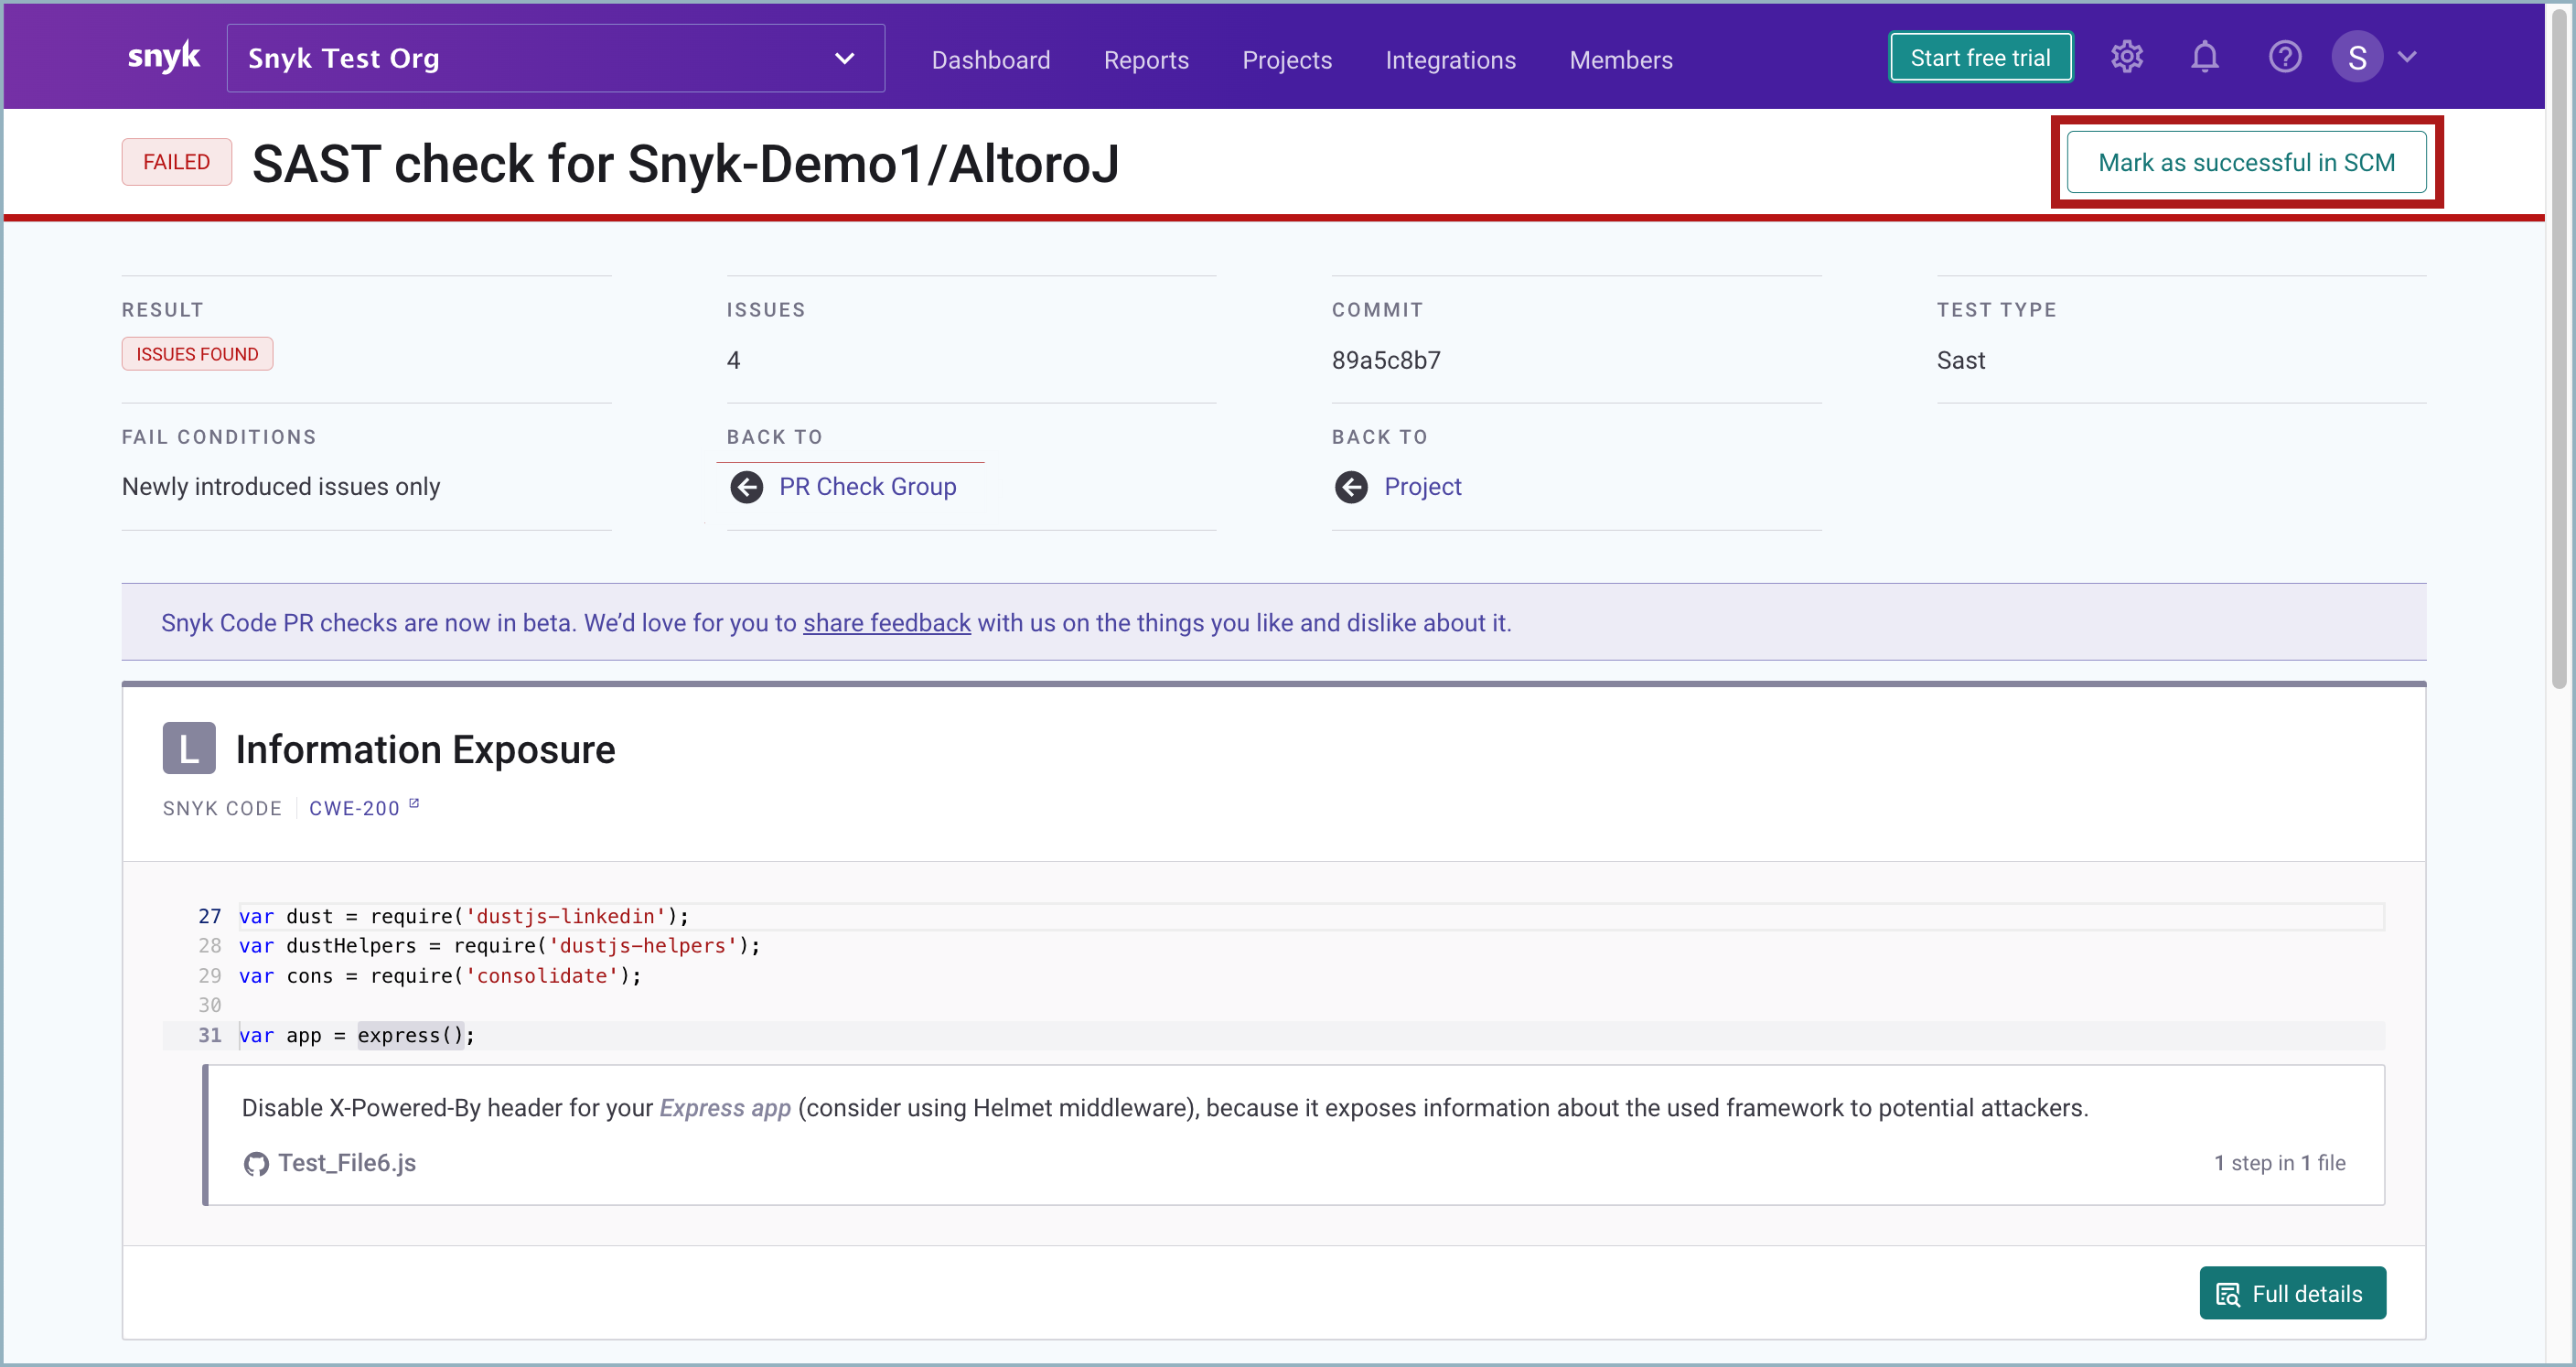 snyk Snyk Test Org Dashboard Reports Projects Integrations Members Start free trial S
FAILED SAST check for Snyk-Demo1/AltoroJ Mark as successful in SCM
RESULT ISSUES COMMIT TEST TYPE
ISSUES FOUND 4 89a5c8b7 Sast
FAIL CONDITIONS BACK TO BACK TO
Newly introduced issues only PR Check Group Project
Snyk Code PR checks are now in beta. We’d love for you to share feedback with us on the things you like and dislike about it.
L Information Exposure
SNYK CODE CWE-200
27 var dust = require('dustjs-linkedin');
28 var dustHelpers = require('dustjs-helpers');
29 var cons = require('consolidate');
30
31 var app = express();
Disable X-Powered-By header for your Express app (consider using Helmet middleware), because it exposes information about the used framework to potential attackers.
Test_File6.js 1 step in 1 file
Full details